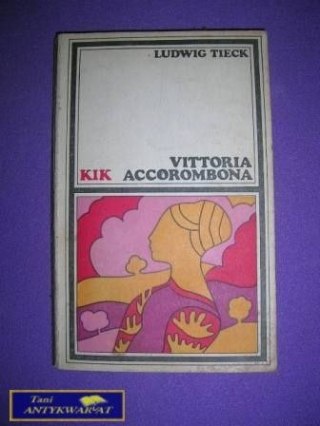 LUDWIG TIECK
VITTORIA
KIK ACCOROMBONA
Tani
ANTYKWARIAT